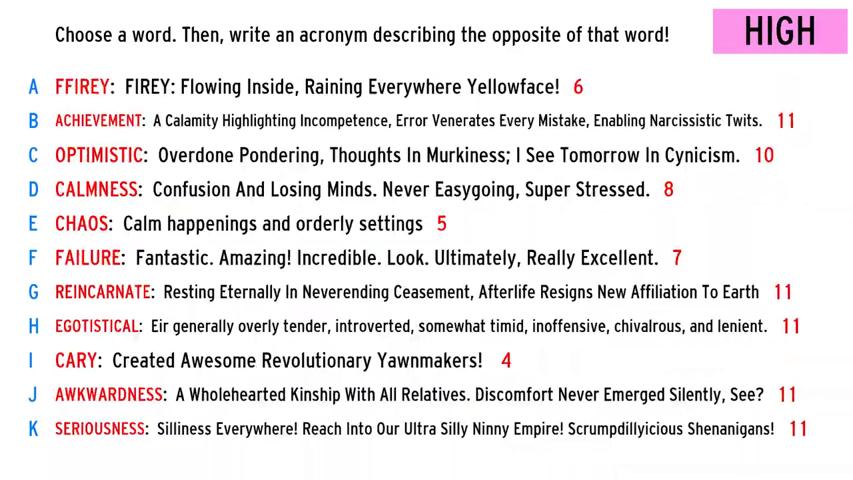 Choose a word. Then, write an acronym describing the opposite of that word! HIGH
A FFIREY: FIREY: Flowing Inside, Raining Everywhere Yellowface! 6
B ACHIEVEMENT: A Calamity Highlighting Incompetence, Error Venerates Every Mistake, Enabling Narcissistic Twits. 11
C OPTIMISTIC: Overdone Pondering, Thoughts In Murkiness; I See Tomorrow In Cynicism. 10
D CALMNESS: Confusion And Losing Minds. Never Easygoing, Super Stressed. 8
E CHAOS: Calm happenings and orderly settings 5
F FAILURE: Fantastic. Amazing! Incredible. Look. Ultimately, Really Excellent. 7
G REINCARNATE: Resting Eternally In Neverending Ceasement, Afterlife Resigns New Affiliation To Earth 11
H EGOTISTICAL: Eir generally overly tender, introverted, somewhat timid, inoffensive, chivalrous, and lenient. 11
I CARY: Created Awesome Revolutionary Yawnmakers! 4
J AWKWARDNESS: A Wholehearted Kinship With All Relatives. Discomfort Never Emerged Silently, See? 11
K SERIOUSNESS: Silliness Everywhere! Reach Into Our Ultra Silly Ninny Empire! Scrumpdillyicious Shenanigans! 11